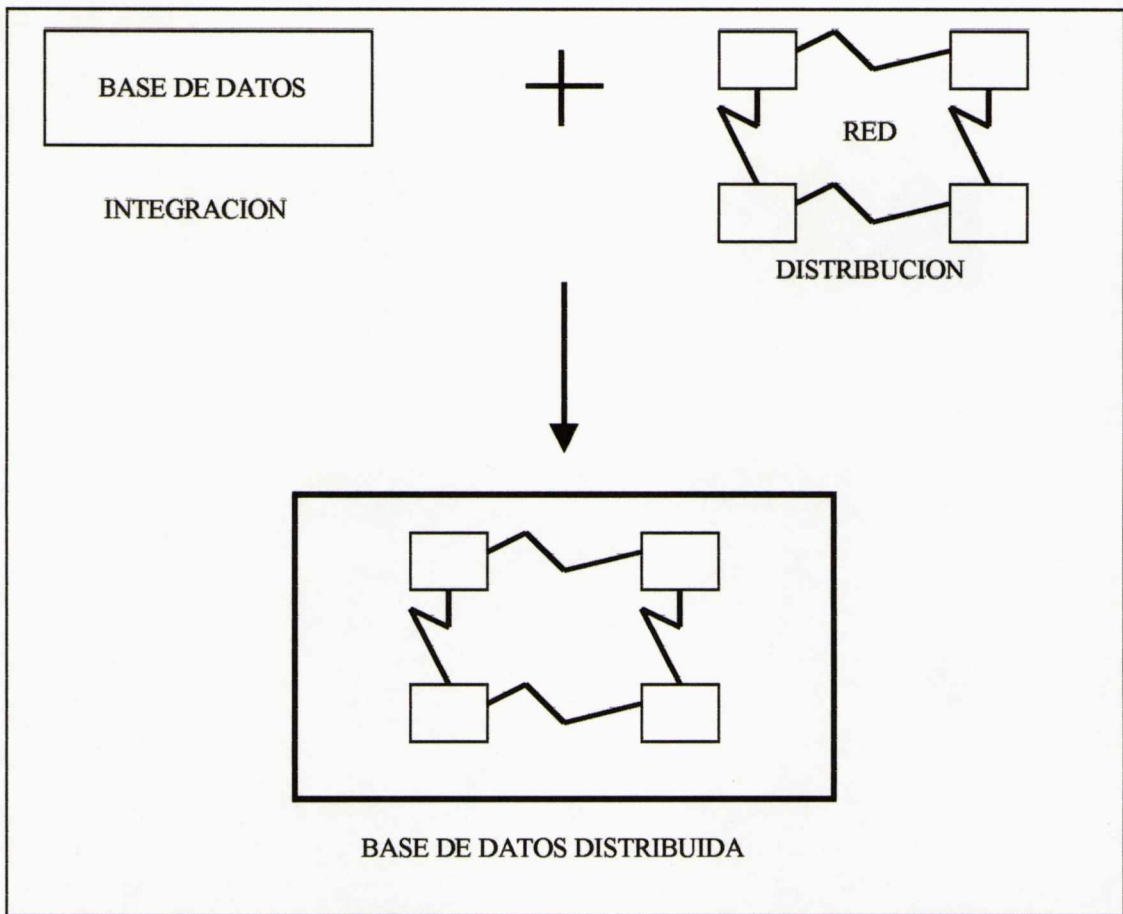 BASE DE DATOS
INTEGRACION
RED
DISTRIBUCION
BASE DE DATOS DISTRIBUIDA